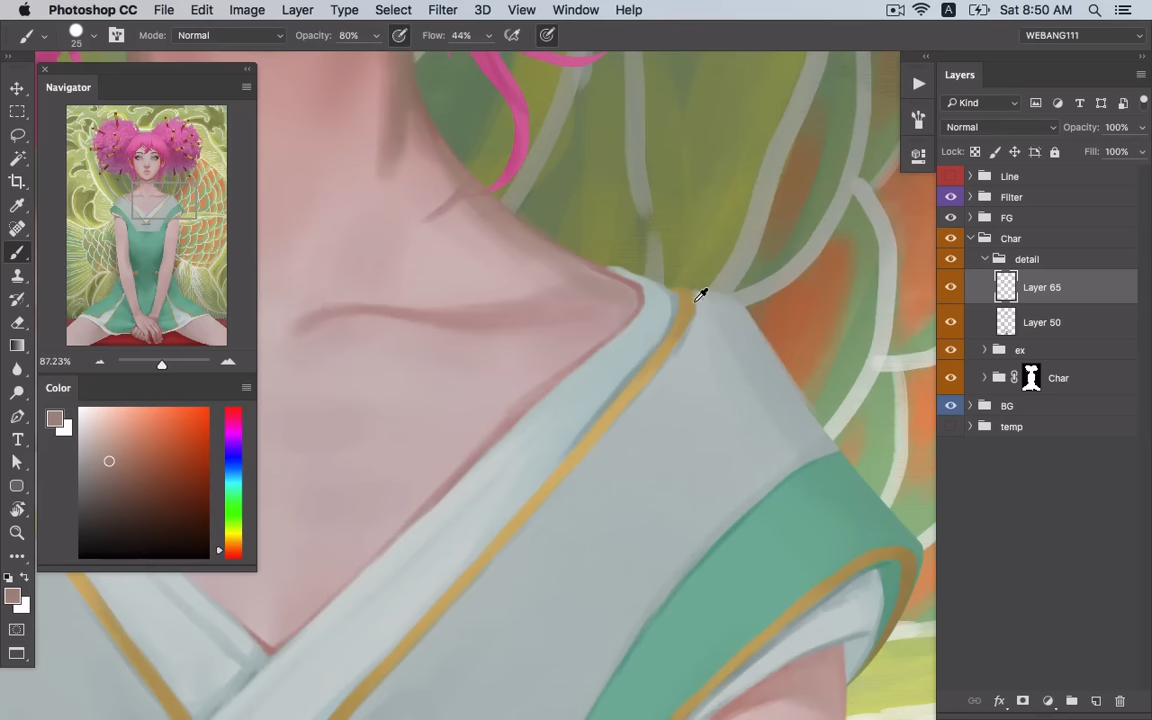 Photoshop CC File Edit Image Layer Type Select Filter 3D View Window Help A Sat 8:50 AM
25 Mode: Normal Opacity: 80% Flow: 44% WEBANG111
Navigator
87.23%
Color
T
Layers
Kind T
Normal Opacity: 100%
Lock: Fill: 100%
Line
Filter
FG
Char
detail
Layer 65
Layer 50
ex
Char
BG
temp
fx